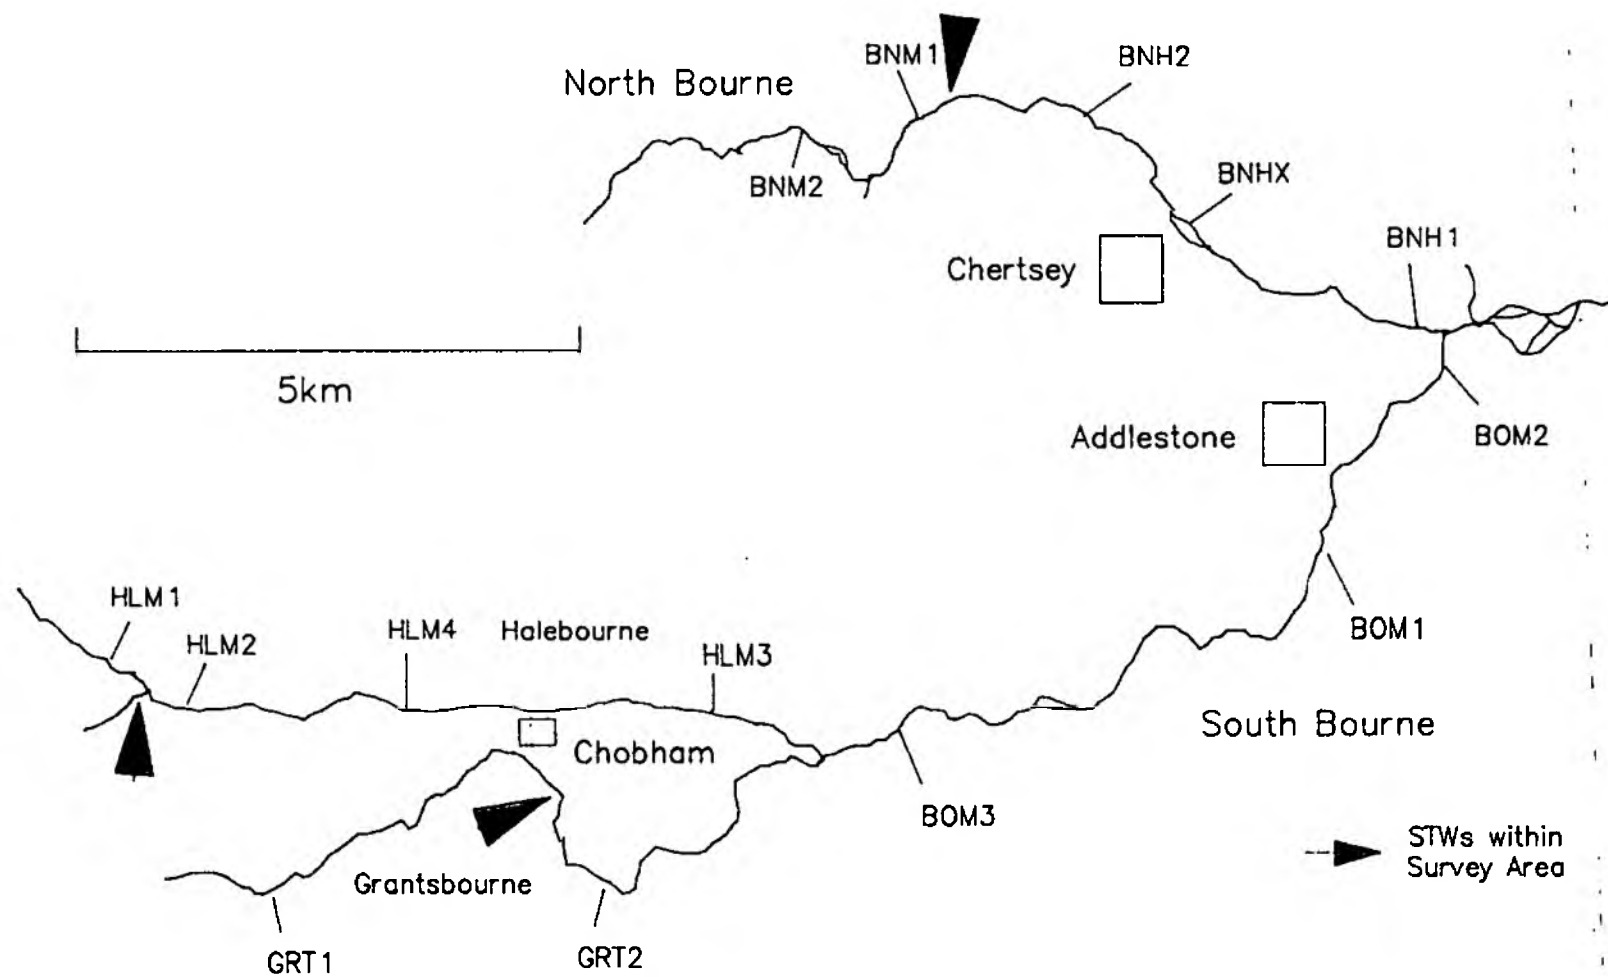 BNM1
BNH2
North Bourne
BNM2
BNHX
BNH1
Chertsey
5km
Addlestone
BOM2
HLM1
HLM2
HLM4
Halebourne
HLM3
BOM1
South Bourne
Chobham
BOM3
STWs within
Survey Area
Grantsbourne
GRT1
GRT2